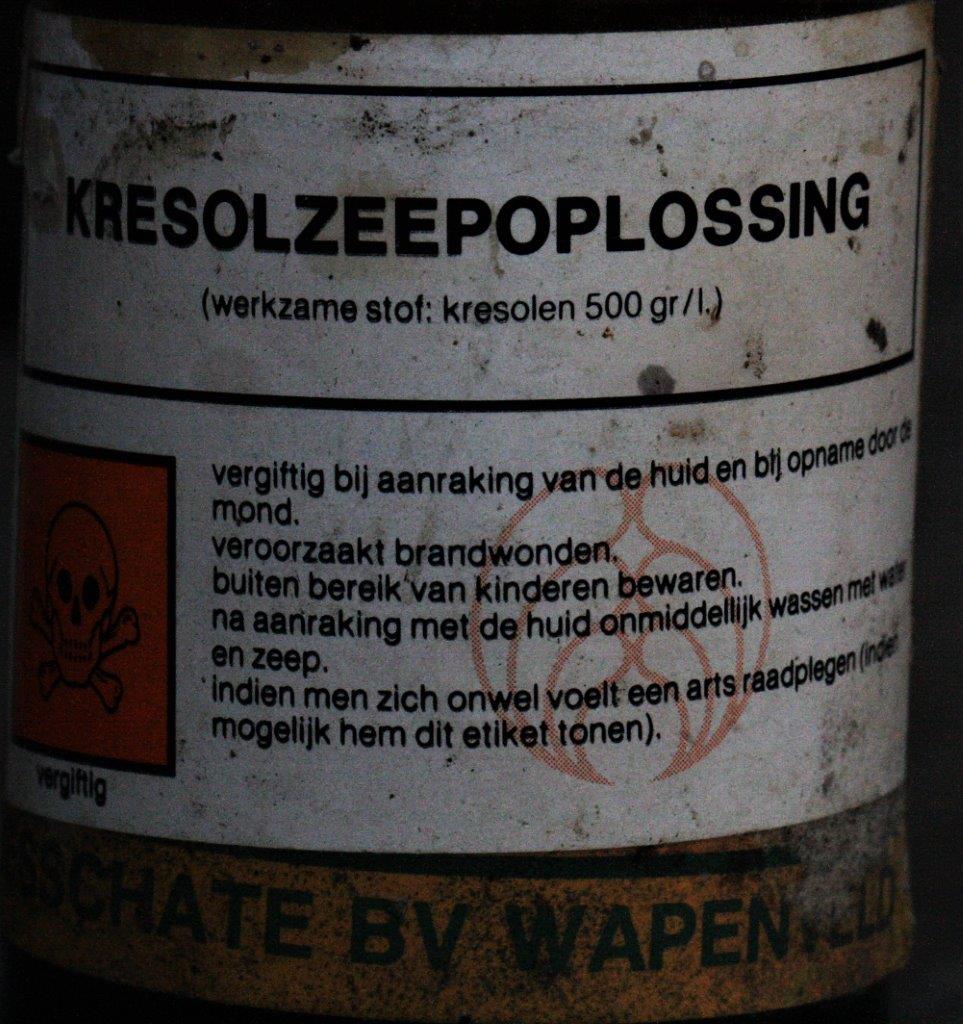 KRESOLZEEPOPLOSSING
(werkzame stof: kresolen 500 gr/l.)
vergiftig bij aanraking van de huid en bij opname door de
mond.
veroorzaakt brandwonden.
buiten bereik van kinderen bewaren.
na aanraking met de huid onmiddellijk wassen met water
en zeep.
indien men zich onwel voelt een arts raadplegen (indien
mogelijk hem dit etiket tonen).
vergiftig
SSCHATE BV WAPENVELD